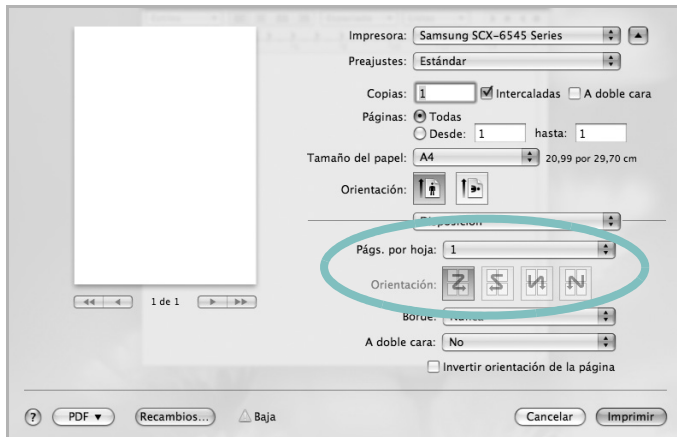 Impresora: Samsung SCX-6545 Series
Preajustes: Estándar
Copias: 1 Intercaladas A doble cara
Páginas: Todas
Desde: 1 hasta: 1
Tamaño del papel: A4 20,99 por 29,70 cm
Orientación:
Disposición
Págs. por hoja: 1
Orientación:
1 de 1
Borde: Nunca
A doble cara: No
Invertir orientación de la página
? PDF Recambios... Baja Cancelar Imprimir